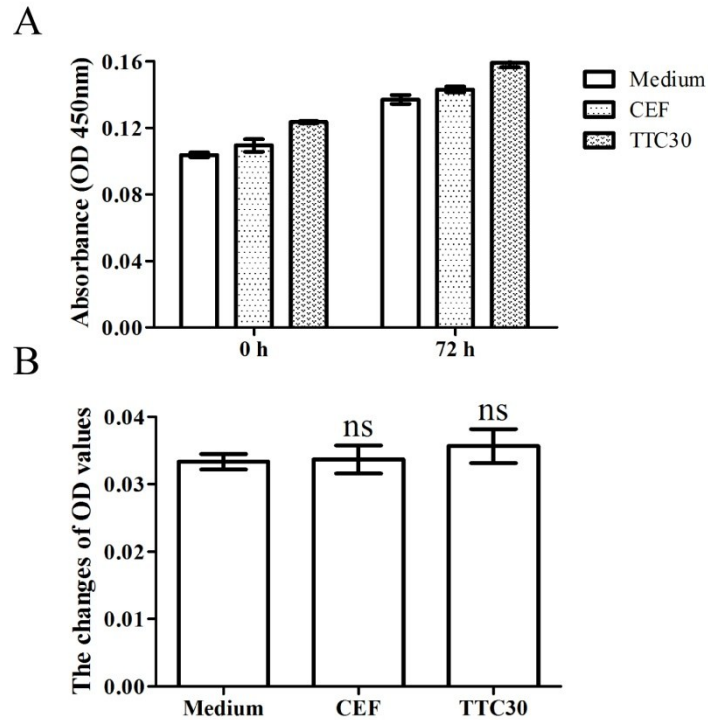 A
Absorbance (OD 450nm)
0.16
0.12
0.08
0.04
0.00
0 h
72 h
Medium
CEF
TTC30
B
The changes of OD values
0.04
0.03
0.02
0.01
0.00
ns
ns
Medium
CEF
TTC30